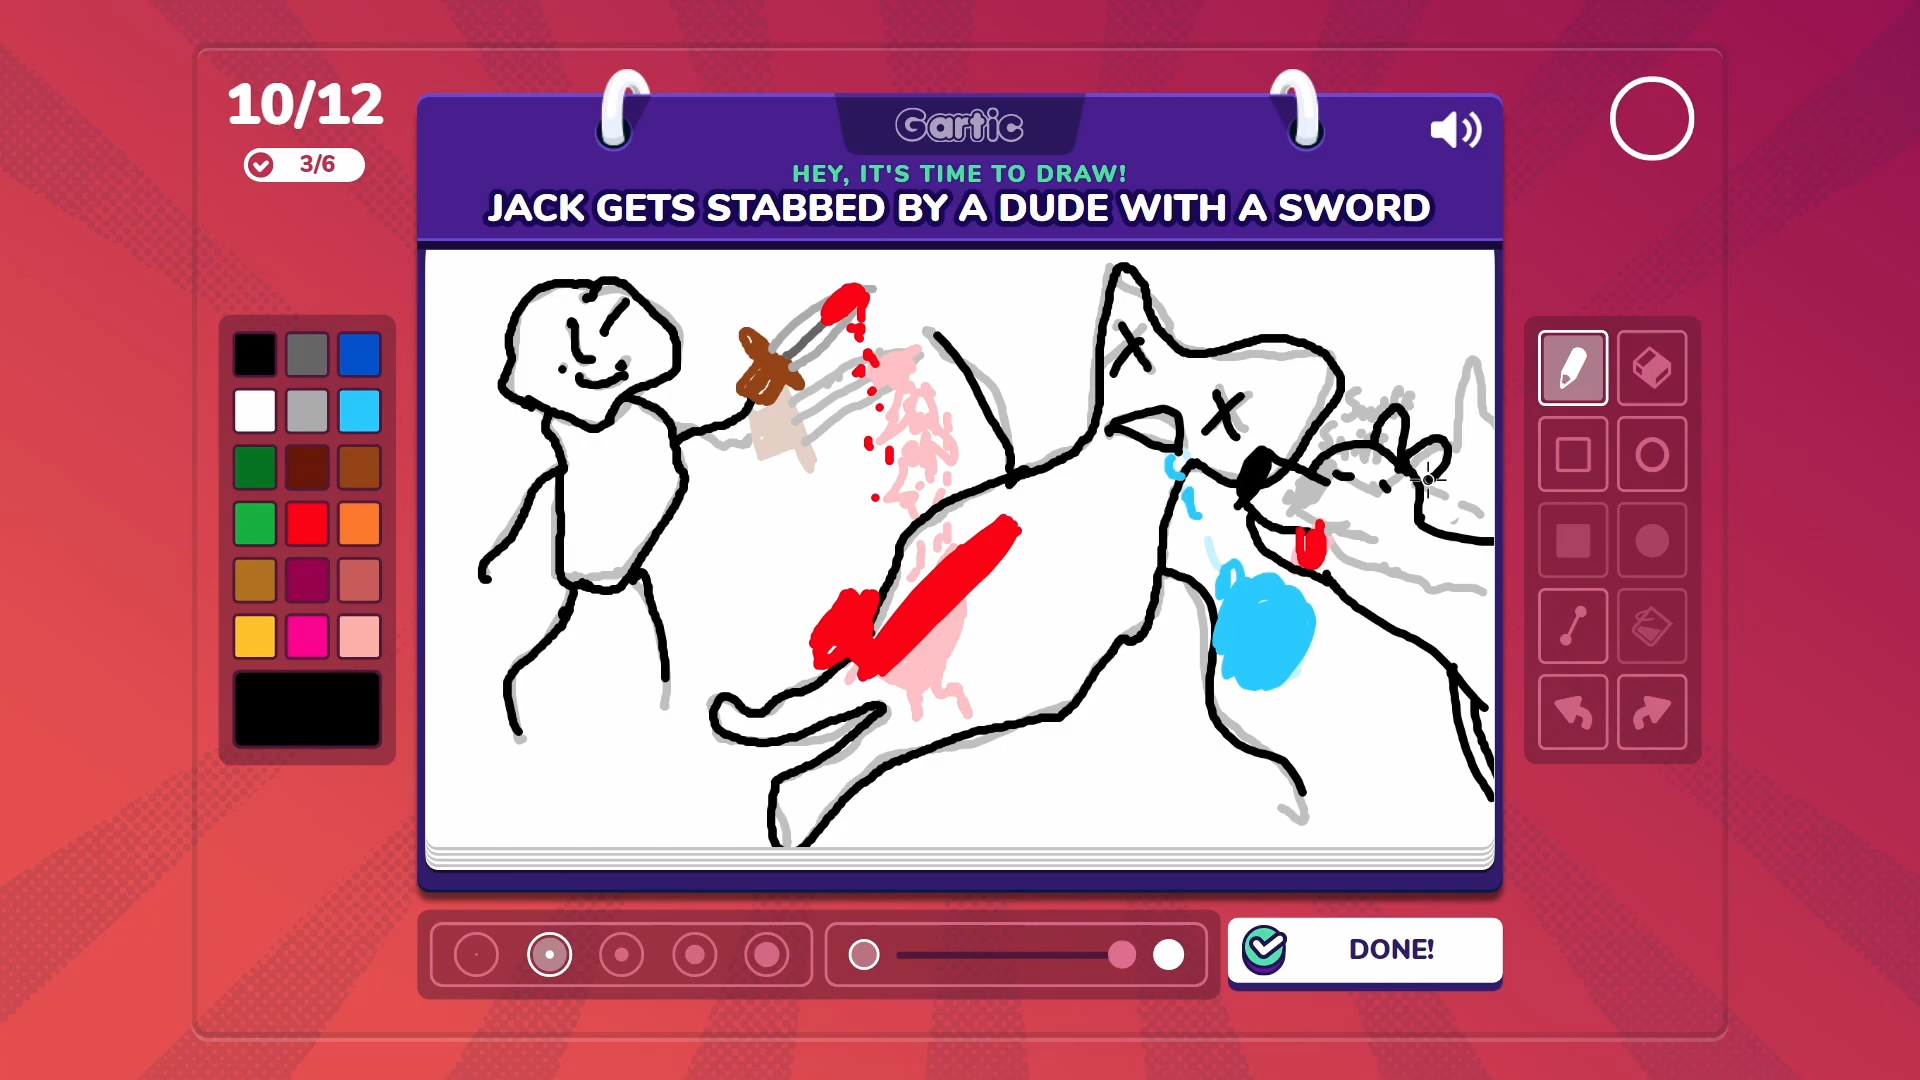 10/12
3/6
Gartic
HEY, IT'S TIME TO DRAW!
JACK GETS STABBED BY A DUDE WITH A SWORD
DONE!